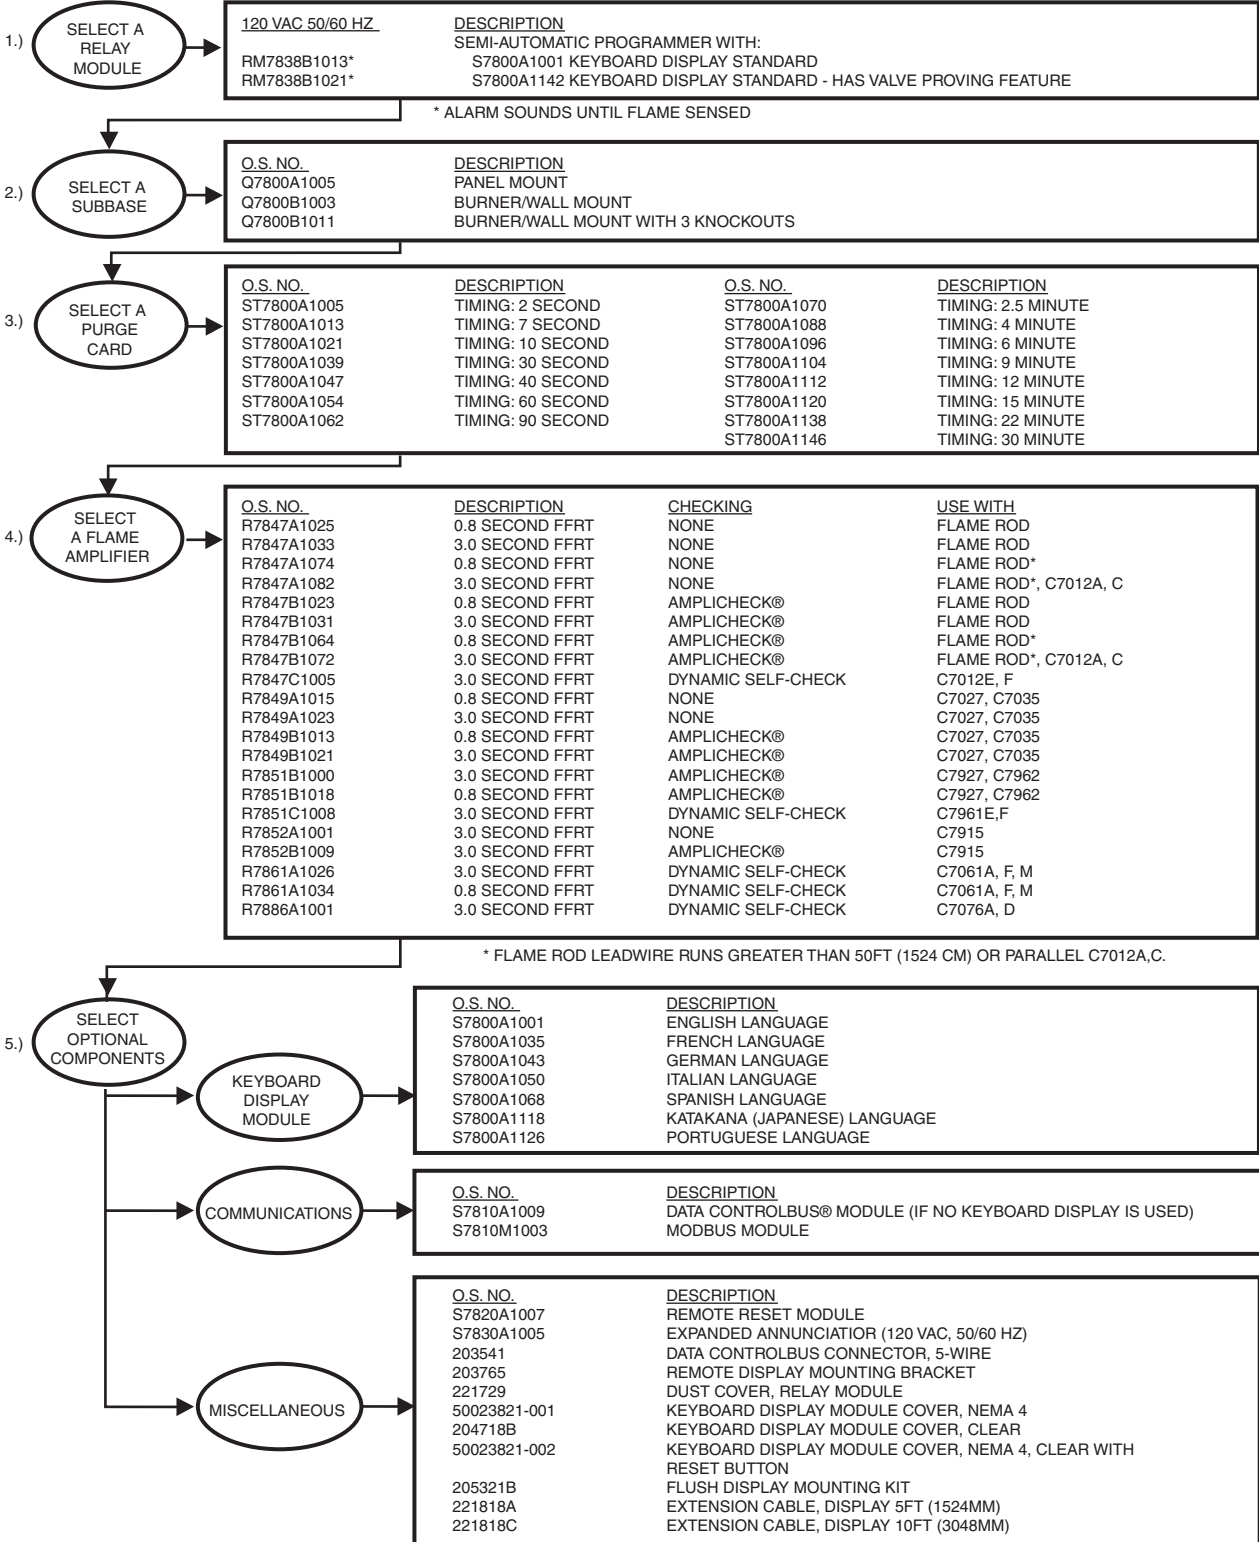 1.) SELECT A
RELAY
MODULE
120 VAC 50/60 HZ DESCRIPTION
SEMI-AUTOMATIC PROGRAMMER WITH:
RM7838B1013* S7800A1001 KEYBOARD DISPLAY STANDARD
RM7838B1021* S7800A1142 KEYBOARD DISPLAY STANDARD - HAS VALVE PROVING FEATURE
* ALARM SOUNDS UNTIL FLAME SENSED
2.) SELECT A
SUBBASE
O.S. NO. DESCRIPTION
Q7800A1005 PANEL MOUNT
Q7800B1003 BURNER/WALL MOUNT
Q7800B1011 BURNER/WALL MOUNT WITH 3 KNOCKOUTS
3.) SELECT A
PURGE
CARD
O.S. NO. DESCRIPTION O.S. NO. DESCRIPTION
ST7800A1005 TIMING: 2 SECOND ST7800A1070 TIMING: 2.5 MINUTE
ST7800A1013 TIMING: 7 SECOND ST7800A1088 TIMING: 4 MINUTE
ST7800A1021 TIMING: 10 SECOND ST7800A1096 TIMING: 6 MINUTE
ST7800A1039 TIMING: 30 SECOND ST7800A1104 TIMING: 9 MINUTE
ST7800A1047 TIMING: 40 SECOND ST7800A1112 TIMING: 12 MINUTE
ST7800A1054 TIMING: 60 SECOND ST7800A1120 TIMING: 15 MINUTE
ST7800A1062 TIMING: 90 SECOND ST7800A1138 TIMING: 22 MINUTE
ST7800A1146 TIMING: 30 MINUTE
4.) SELECT
A FLAME
AMPLIFIER
O.S. NO. DESCRIPTION CHECKING USE WITH
R7847A1025 0.8 SECOND FFRT NONE FLAME ROD
R7847A1033 3.0 SECOND FFRT NONE FLAME ROD
R7847A1074 0.8 SECOND FFRT NONE FLAME ROD*
R7847A1082 3.0 SECOND FFRT NONE FLAME ROD*, C7012A, C
R7847B1023 0.8 SECOND FFRT AMPLICHECK® FLAME ROD
R7847B1031 3.0 SECOND FFRT AMPLICHECK® FLAME ROD
R7847B1064 0.8 SECOND FFRT AMPLICHECK® FLAME ROD*
R7847B1072 3.0 SECOND FFRT AMPLICHECK® FLAME ROD*, C7012A, C
R7847C1005 3.0 SECOND FFRT DYNAMIC SELF-CHECK C7012E, F
R7849A1015 0.8 SECOND FFRT NONE C7027, C7035
R7849A1023 3.0 SECOND FFRT NONE C7027, C7035
R7849B1013 0.8 SECOND FFRT AMPLICHECK® C7027, C7035
R7849B1021 3.0 SECOND FFRT AMPLICHECK® C7027, C7035
R7851B1000 3.0 SECOND FFRT AMPLICHECK® C7927, C7962
R7851B1018 0.8 SECOND FFRT AMPLICHECK® C7927, C7962
R7851C1008 3.0 SECOND FFRT DYNAMIC SELF-CHECK C7961E,F
R7852A1001 3.0 SECOND FFRT NONE C7915
R7852B1009 3.0 SECOND FFRT AMPLICHECK® C7915
R7861A1026 3.0 SECOND FFRT DYNAMIC SELF-CHECK C7061A, F, M
R7861A1034 0.8 SECOND FFRT DYNAMIC SELF-CHECK C7061A, F, M
R7886A1001 3.0 SECOND FFRT DYNAMIC SELF-CHECK C7076A, D
* FLAME ROD LEADWIRE RUNS GREATER THAN 50FT (1524 CM) OR PARALLEL C7012A,C.
5.) SELECT
OPTIONAL
COMPONENTS
KEYBOARD
DISPLAY
MODULE
O.S. NO. DESCRIPTION
S7800A1001 ENGLISH LANGUAGE
S7800A1035 FRENCH LANGUAGE
S7800A1043 GERMAN LANGUAGE
S7800A1050 ITALIAN LANGUAGE
S7800A1068 SPANISH LANGUAGE
S7800A1118 KATAKANA (JAPANESE) LANGUAGE
S7800A1126 PORTUGUESE LANGUAGE
COMMUNICATIONS
O.S. NO. DESCRIPTION
S7810A1009 DATA CONTROLBUS® MODULE (IF NO KEYBOARD DISPLAY IS USED)
S7810M1003 MODBUS MODULE
MISCELLANEOUS
O.S. NO. DESCRIPTION
S7820A1007 REMOTE RESET MODULE
S7830A1005 EXPANDED ANNUNCIATIOR (120 VAC, 50/60 HZ)
203541 DATA CONTROLBUS CONNECTOR, 5-WIRE
203765 REMOTE DISPLAY MOUNTING BRACKET
221729 DUST COVER, RELAY MODULE
50023821-001 KEYBOARD DISPLAY MODULE COVER, NEMA 4
204718B KEYBOARD DISPLAY MODULE COVER, CLEAR
50023821-002 KEYBOARD DISPLAY MODULE COVER, NEMA 4, CLEAR WITH
RESET BUTTON
205321B FLUSH DISPLAY MOUNTING KIT
221818A EXTENSION CABLE, DISPLAY 5FT (1524MM)
221818C EXTENSION CABLE, DISPLAY 10FT (3048MM)